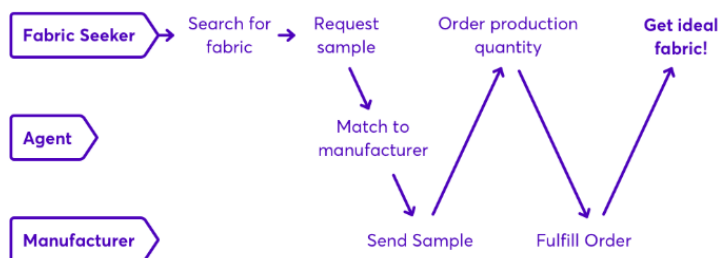 Fabric Seeker
Search for
fabric
Request
sample
Order production
quantity
Get ideal
fabric!
Agent
Match to
manufacturer
Manufacturer
Send Sample
Fulfill Order